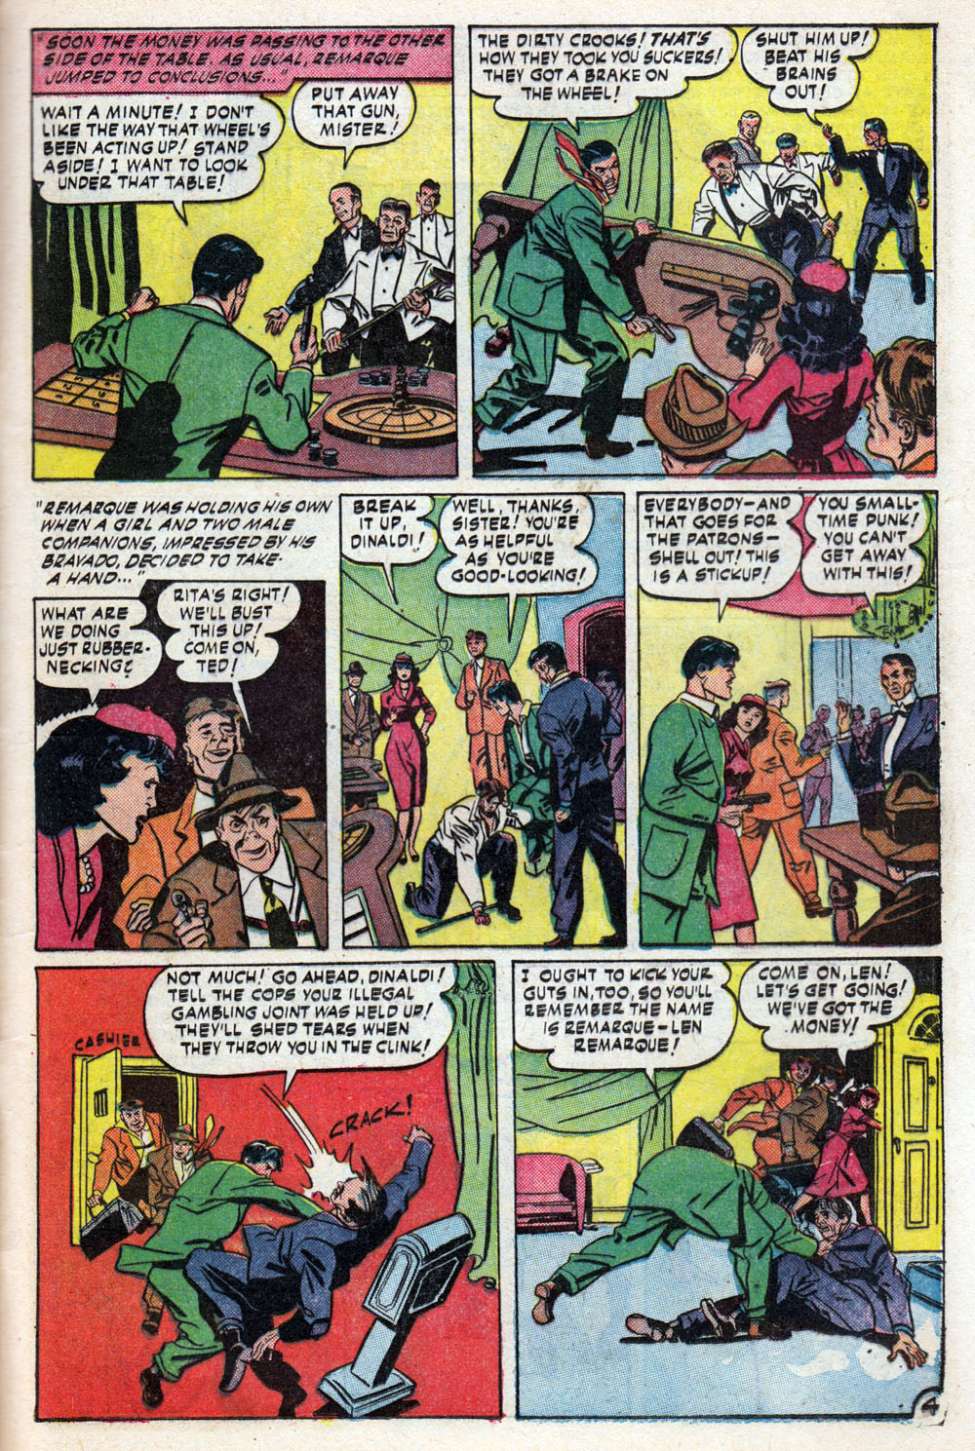 "SOON THE MONEY WAS PASSING TO THE OTHER
SIDE OF THE TABLE. AS USUAL, REMARQUE
JUMPED TO CONCLUSIONS..."
WAIT A MINUTE! I DON'T
LIKE THE WAY THAT WHEEL'S
BEEN ACTING UP! STAND
ASIDE! I WANT TO LOOK
UNDER THAT TABLE!
PUT AWAY
THAT GUN,
MISTER!
THE DIRTY CROOKS! THAT'S
HOW THEY TOOK YOU SUCKERS!
THEY GOT A BRAKE ON
THE WHEEL!
SHUT HIM UP!
BEAT HIS
BRAINS
OUT!
"REMARQUE WAS HOLDING HIS OWN
WHEN A GIRL AND TWO MALE
COMPANIONS, IMPRESSED BY HIS
BRAVADO, DECIDED TO TAKE-
A HAND..."
WHAT ARE
WE DOING
JUST RUBBER-
NECKING?
RITA'S RIGHT!
WE'LL BUST
THIS UP!
COME ON,
TED!
BREAK
IT UP,
DINALDI!
WELL, THANKS,
SISTER! YOU'RE
AS HELPFUL
AS YOU'RE
GOOD-LOOKING!
EVERYBODY-AND
THAT GOES FOR
THE PATRONS-
SHELL OUT! THIS
IS A STICKUP!
YOU SMALL-
TIME PUNK!
YOU CAN'T
GET AWAY
WITH THIS!
NOT MUCH! GO AHEAD, DINALDI!
TELL THE COPS YOUR ILLEGAL
GAMBLING JOINT WAS HELD UP!
THEY'LL SHED TEARS WHEN
THEY THROW YOU IN THE CLINK!
CASHIER
CRACK!
I OUGHT TO KICK YOUR
GUTS IN, TOO, SO YOU'LL
REMEMBER THE NAME
IS REMARQUE-LEN
REMARQUE!
COME ON, LEN!
LET'S GET GOING!
WE'VE GOT THE
MONEY!
4